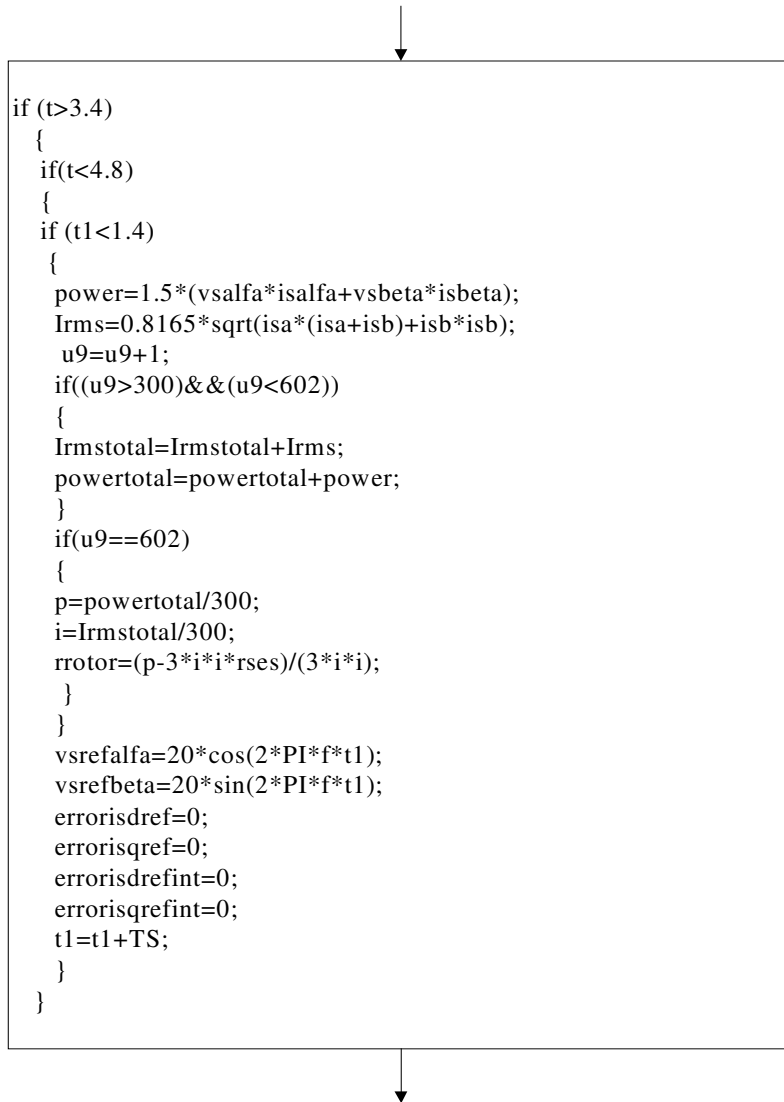 if (t>3.4)
{
if(t<4.8)
{
if (t1<1.4)
{
power=1.5*(vsalfa*isalfa+vsbeta*isbeta);
Irms=0.8165*sqrt(isa*(isa+isb)+isb*isb);
u9=u9+1;
if((u9>300)&&(u9<602))
{
Irmstotal=Irmstotal+Irms;
powertotal=powertotal+power;
}
if(u9==602)
{
p=powertotal/300;
i=Irmstotal/300;
rrotor=(p-3*i*i*rses)/(3*i*i);
}
}
vsrefalfa=20*cos(2*PI*f*t1);
vsrefbeta=20*sin(2*PI*f*t1);
errorisdref=0;
errorisqref=0;
errorisdrefint=0;
errorisqrefint=0;
t1=t1+TS;
}
}